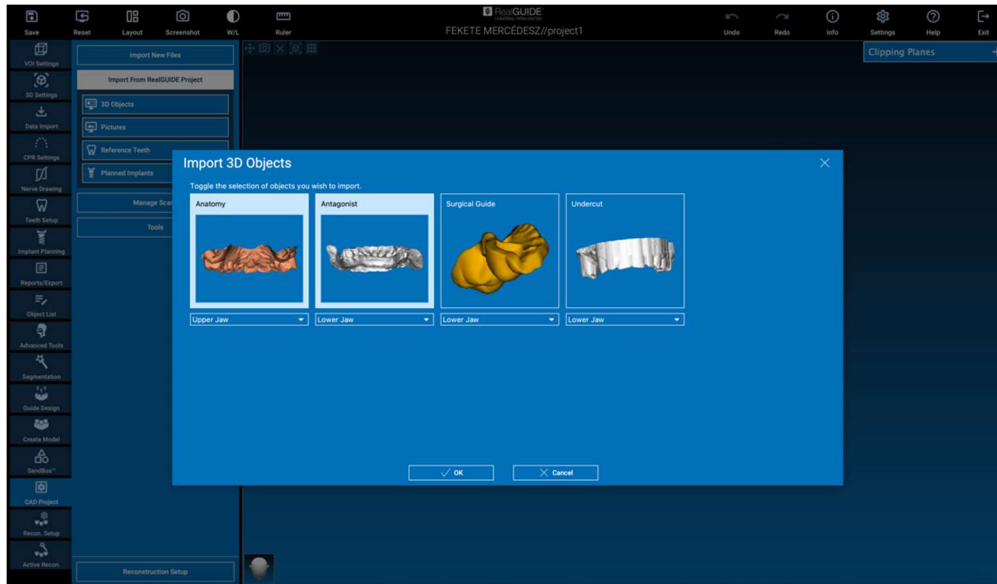 RealGUIDE
FEKETE MERCÉDESZ//project1
Save
Reset
Layout
Screenshot
W/L
Ruler
Undo
Redo
Info
Settings
Help
Exit
VOI Settings
3D Settings
Data Import
CPR Settings
Nerve Drawing
Teeth Setup
Implant Planning
Reports/Export
Object List
Advanced Tools
Segmentation
Guide Design
Create Model
SandBox™
CAD Project
Recon. Setup
Active Recon.
Import New Files
Import From RealGUIDE Project
3D Objects
Pictures
Reference Teeth
Planned Implants
Manage Sca
Tools
Reconstruction Setup
Clipping Planes
Import 3D Objects
Toggle the selection of objects you wish to import.
Anatomy
Antagonist
Surgical Guide
Undercut
Upper Jaw
Lower Jaw
Lower Jaw
Lower Jaw
OK
Cancel